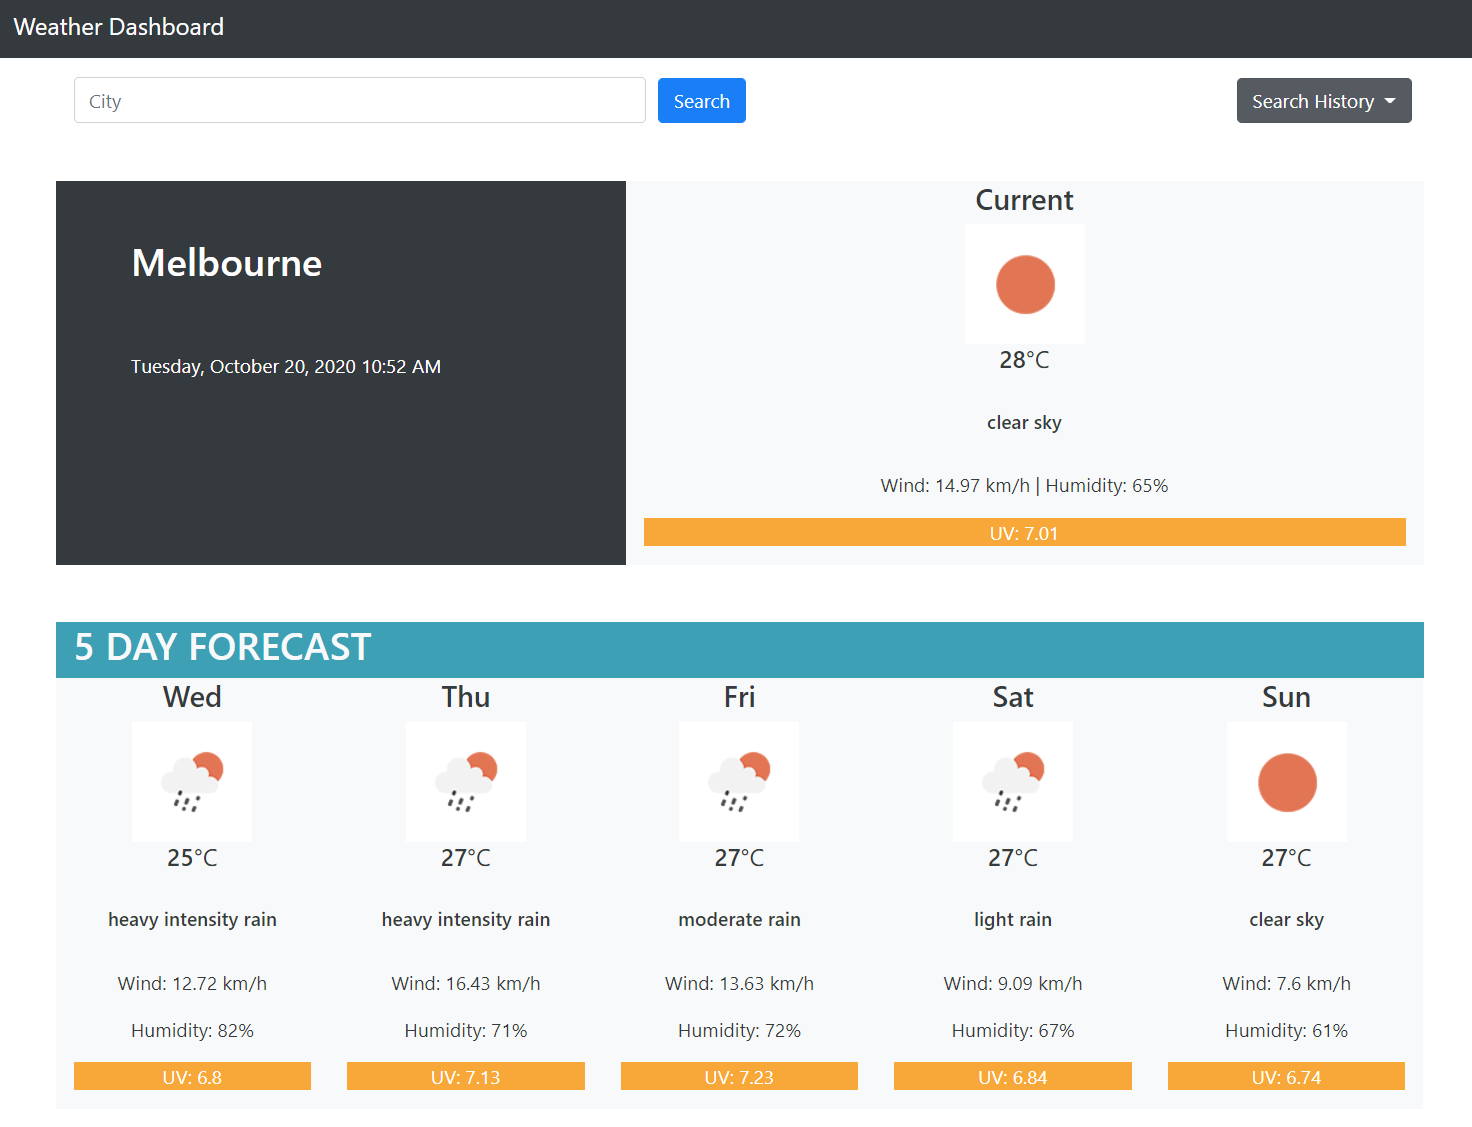 Weather Dashboard
City
Search
Search History
Melbourne
Tuesday, October 20, 2020 10:52 AM
Current
28°C
clear sky
Wind: 14.97 km/h | Humidity: 65%
UV: 7.01
5 DAY FORECAST
Wed
25°C
heavy intensity rain
Wind: 12.72 km/h
Humidity: 82%
UV: 6.8
Thu
27°C
heavy intensity rain
Wind: 16.43 km/h
Humidity: 71%
UV: 7.13
Fri
27°C
moderate rain
Wind: 13.63 km/h
Humidity: 72%
UV: 7.23
Sat
27°C
light rain
Wind: 9.09 km/h
Humidity: 67%
UV: 6.84
Sun
27°C
clear sky
Wind: 7.6 km/h
Humidity: 61%
UV: 6.74